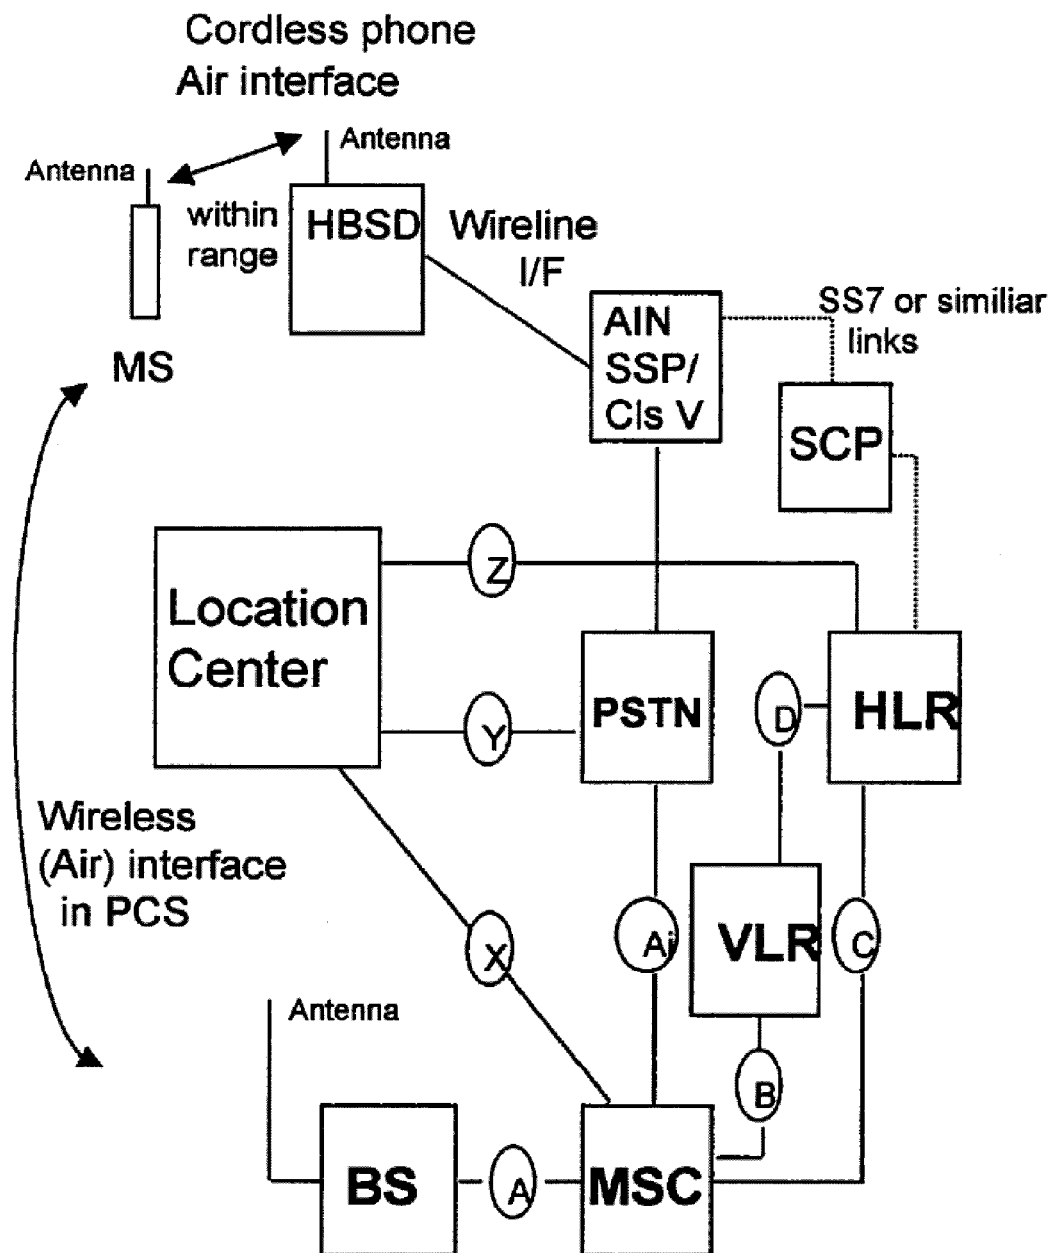 Cordless phone
Air interface
Antenna
Antenna
within
range
HBSD
Wireline
I/F
MS
AIN
SSP/
Cls V
SS7 or similiar
links
SCP
Z
Location
Center
Y
PSTN
D
HLR
Wireless
(Air) interface
in PCS
X
Ai
VLR
C
Antenna
B
BS
A
MSC